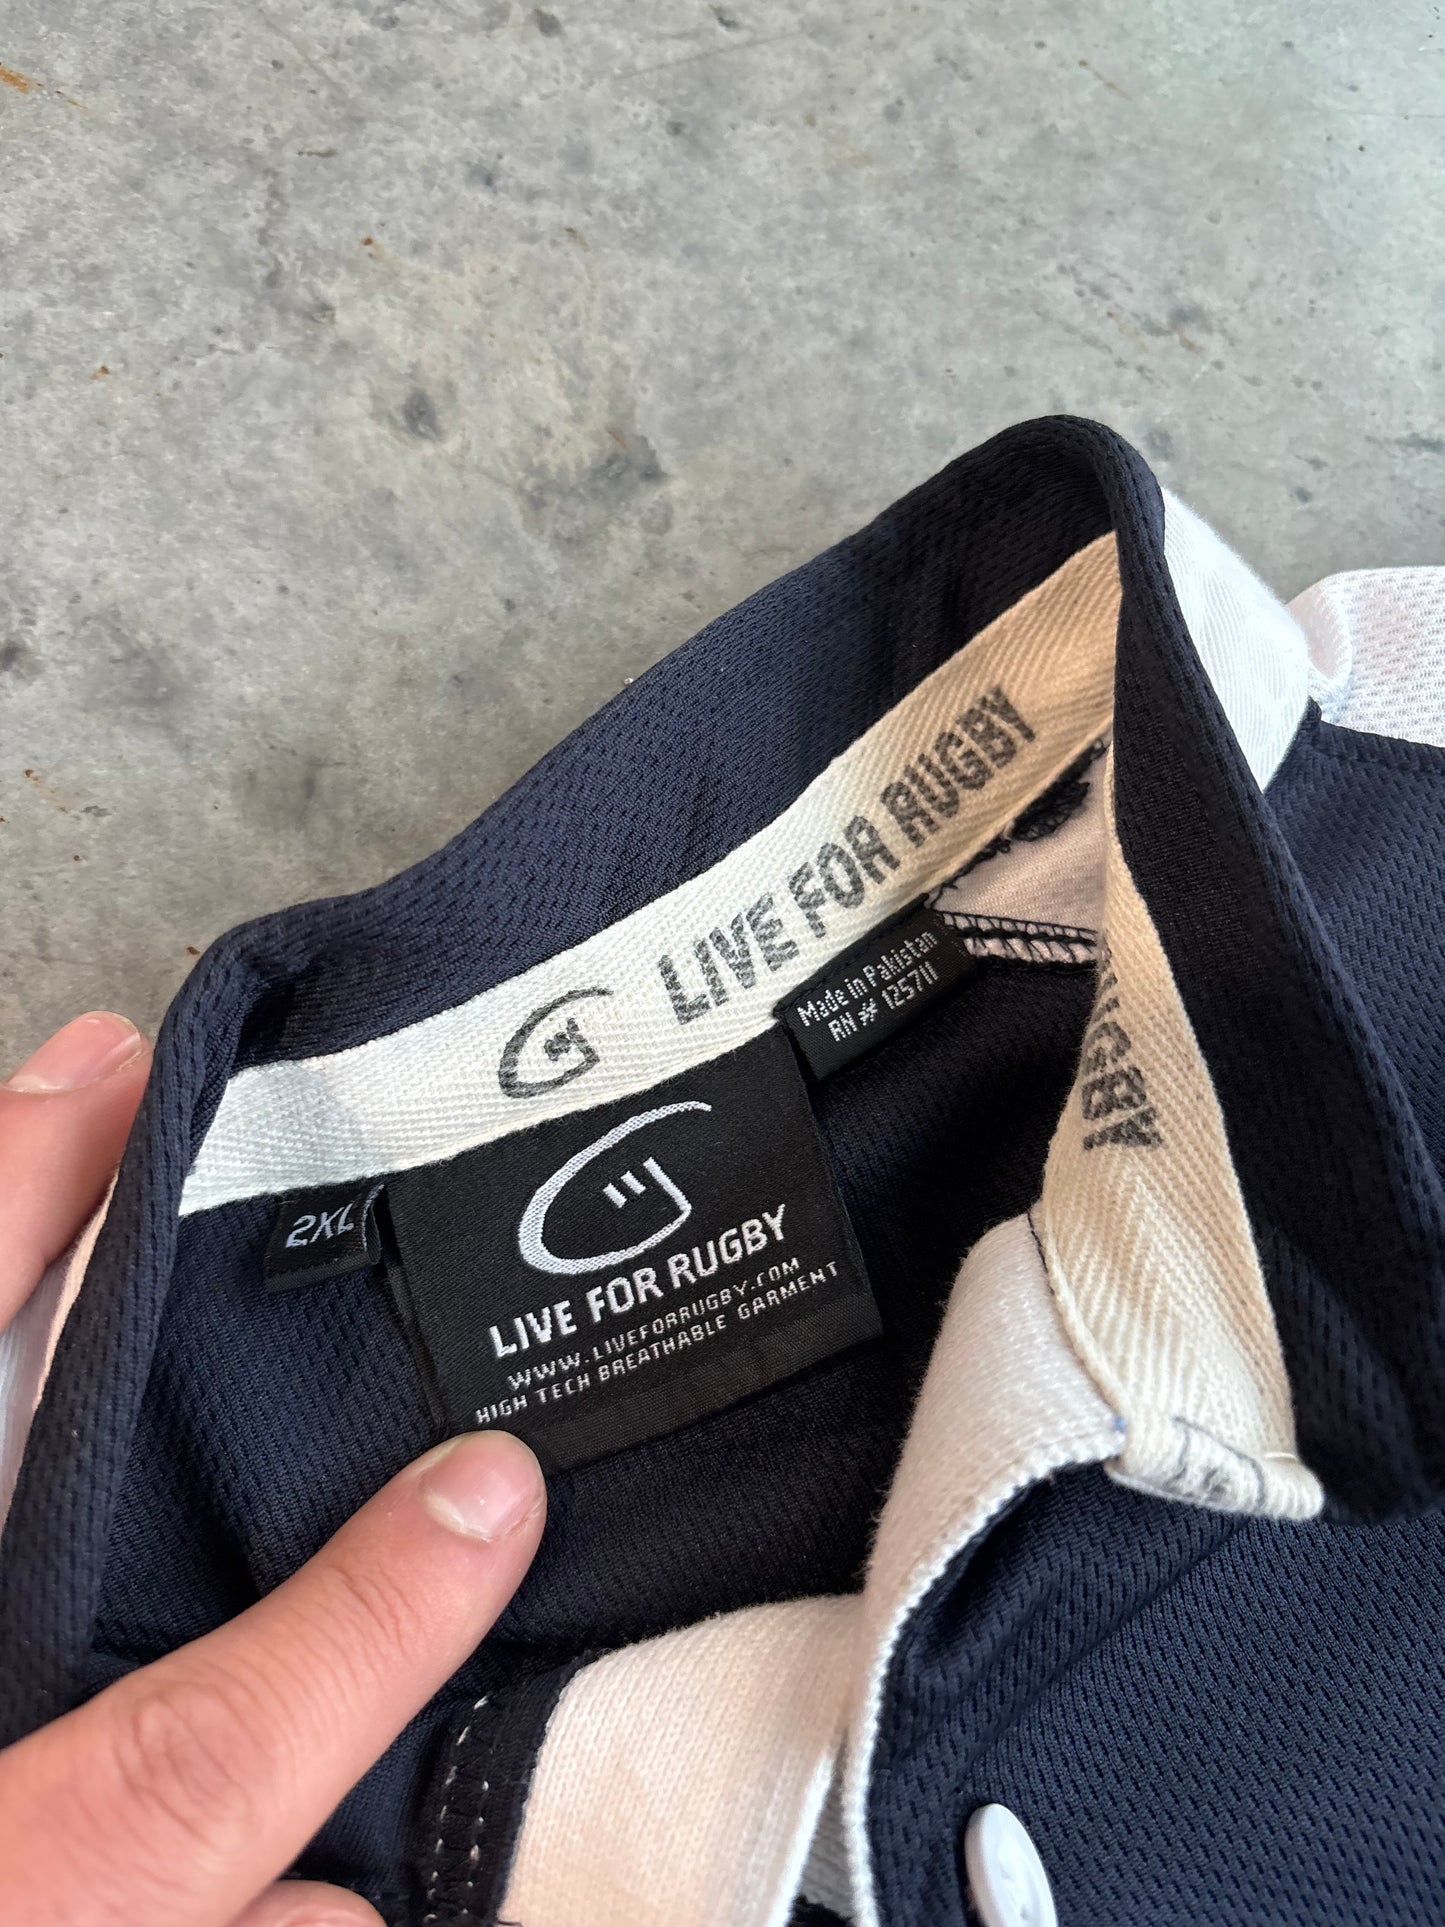 LIVE FOR RUGBY
RUGBY
Made in Pakistan
RN # 125711
2XL
LIVE FOR RUGBY
WWW.LIVEFORRUGBY.COM
HIGH TECH BREATHABLE GARMENT